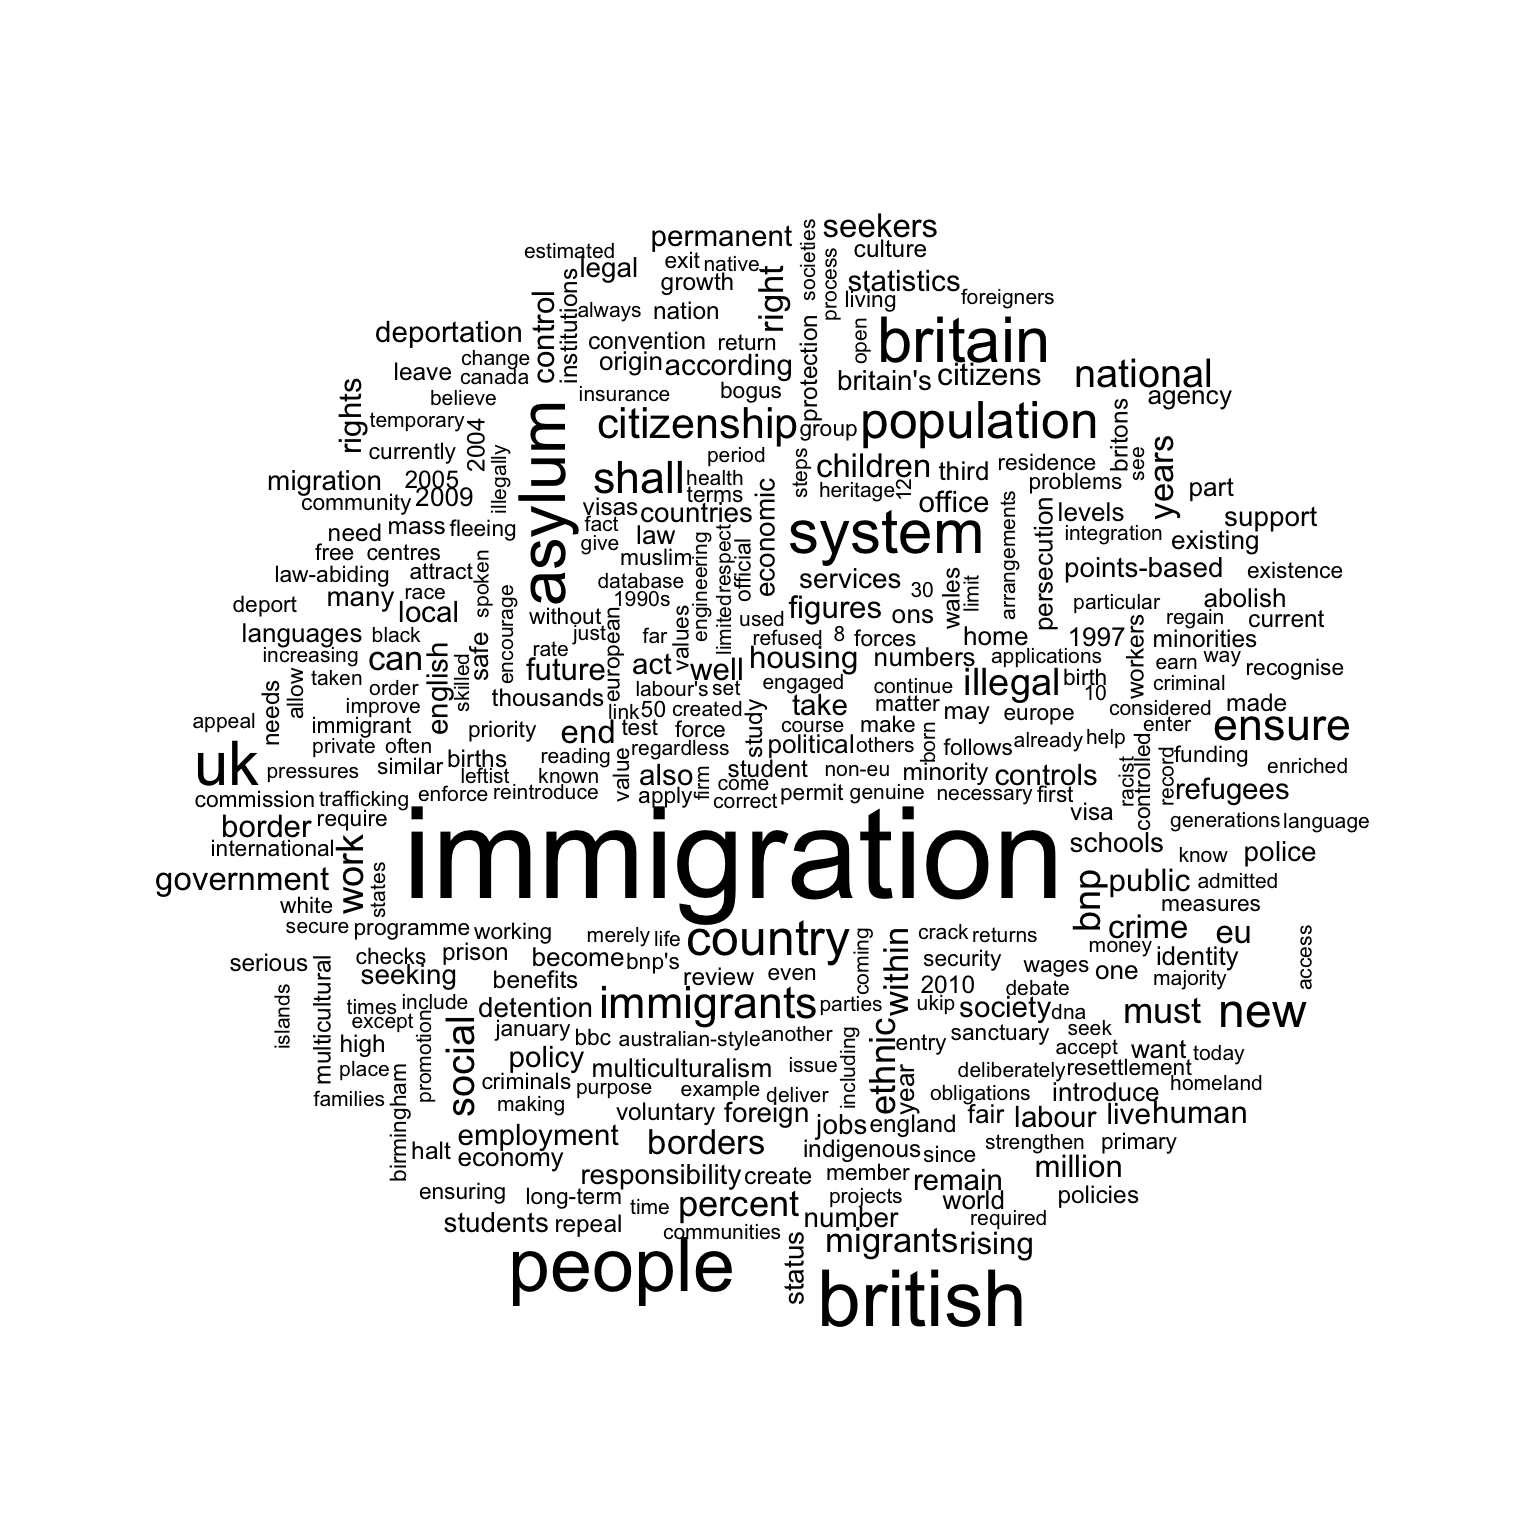 permanent
seekers
societies
estimated
culture
exit
native
legal
process
growth
right
statistics
institutions
living
foreigners
control
always
nation
deportation
convention
return
open
britain
protection
change
origin
according
leave
canada
britain's
citizens
national
believe
insurance
bogus
agency
rights
temporary
asylum
citizenship
group
population
britons
2004
currently
period
steps
children
third
residence
see
years
migration
2005
illegally
shall
health
heritage
12
problems
part
community
2009
terms
office
visas
countries
economic
arrangements
persecution
levels
support
need
mass
fleeing
fact
law
system
integration
existing
free
centres
give
muslim
engineering
respect
official
law-abiding
attract
spoken
database
services
30
wales
limit
points-based
existence
many
race
1990s
limited
figures
ons
particular
abolish
deport
local
encourage
without
values
used
regain
current
languages
black
safe
just
european
far
refused
8
forces
home
1997
workers
minorities
increasing
can
english
skilled
rate
future
act
well
housing
numbers
applications
earn
way
recognise
needs
allow
taken
order
thousands
labour's
set
engaged
continue
illegal
birth
10
criminal
improve
link
50
created
study
take
matter
may
europe
considered
made
appeal
immigrant
priority
end
test
force
course
make
born
enter
ensure
private
often
births
reading
value
regardless
political
others
follows
already
help
controlled
record
funding
uk
pressures
similar
leftist
known
also
firm
student
come
non-eu
minority
controls
racist
enriched
commission
trafficking
enforce
reintroduce
apply
correct
permit
genuine
necessary
first
refugees
border
require
visa
generations
language
international
work
immigration
schools
know
police
government
states
bnp
public
admitted
white
measures
secure
programme
working
merely
life
country
coming
within
crack
returns
crime
eu
access
serious
checks
prison
become
bnp's
security
money
identity
multicultural
seeking
benefits
review
even
wages
one
majority
islands
times
include
detention
immigrants
parties
2010
debate
ukip
society
dna
must
new
except
promotion
social
january
bbc
australian-style
another
including
ethnic
entry
sanctuary
seek
high
policy
accept
want
today
place
multiculturalism
issue
year
deliberately
resettlement
families
birmingham
criminals
purpose
example
deliver
obligations
introduce
homeland
making
voluntary
foreign
jobs
england
fair
labour
live
human
halt
employment
borders
indigenous
since
strengthen
primary
economy
responsibility
create
member
remain
million
ensuring
long-term
time
percent
projects
world
policies
students
repeal
communities
number
required
people
status
migrants
rising
british